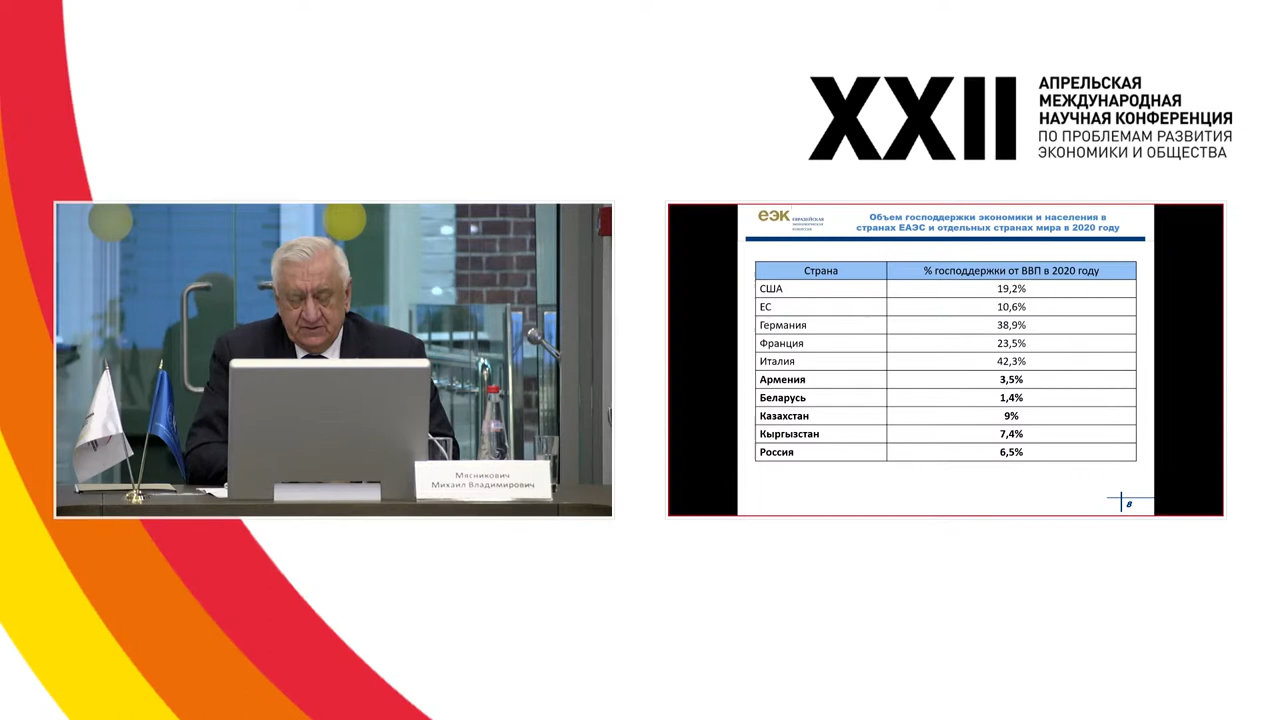 XXII
АПРЕЛЬСКАЯ
МЕЖДУНАРОДНАЯ
НАУЧНАЯ КОНФЕРЕНЦИЯ
ПО ПРОБЛЕМАМ РАЗВИТИЯ
ЭКОНОМИКИ И ОБЩЕСТВА
Мясникович
Михаил Владимирович
ЕЭК
ЕВРАЗИЙСКАЯ
ЭКОНОМИЧЕСКАЯ
КОМИССИЯ
Объем господдержки экономики и населения в
странах ЕАЭС и отдельных странах мира в 2020 году
Страна % господдержки от ВВП в 2020 году
США 19,2%
ЕС 10,6%
Германия 38,9%
Франция 23,5%
Италия 42,3%
Армения 3,5%
Беларусь 1,4%
Казахстан 9%
Кыргызстан 7,4%
Россия 6,5%
8